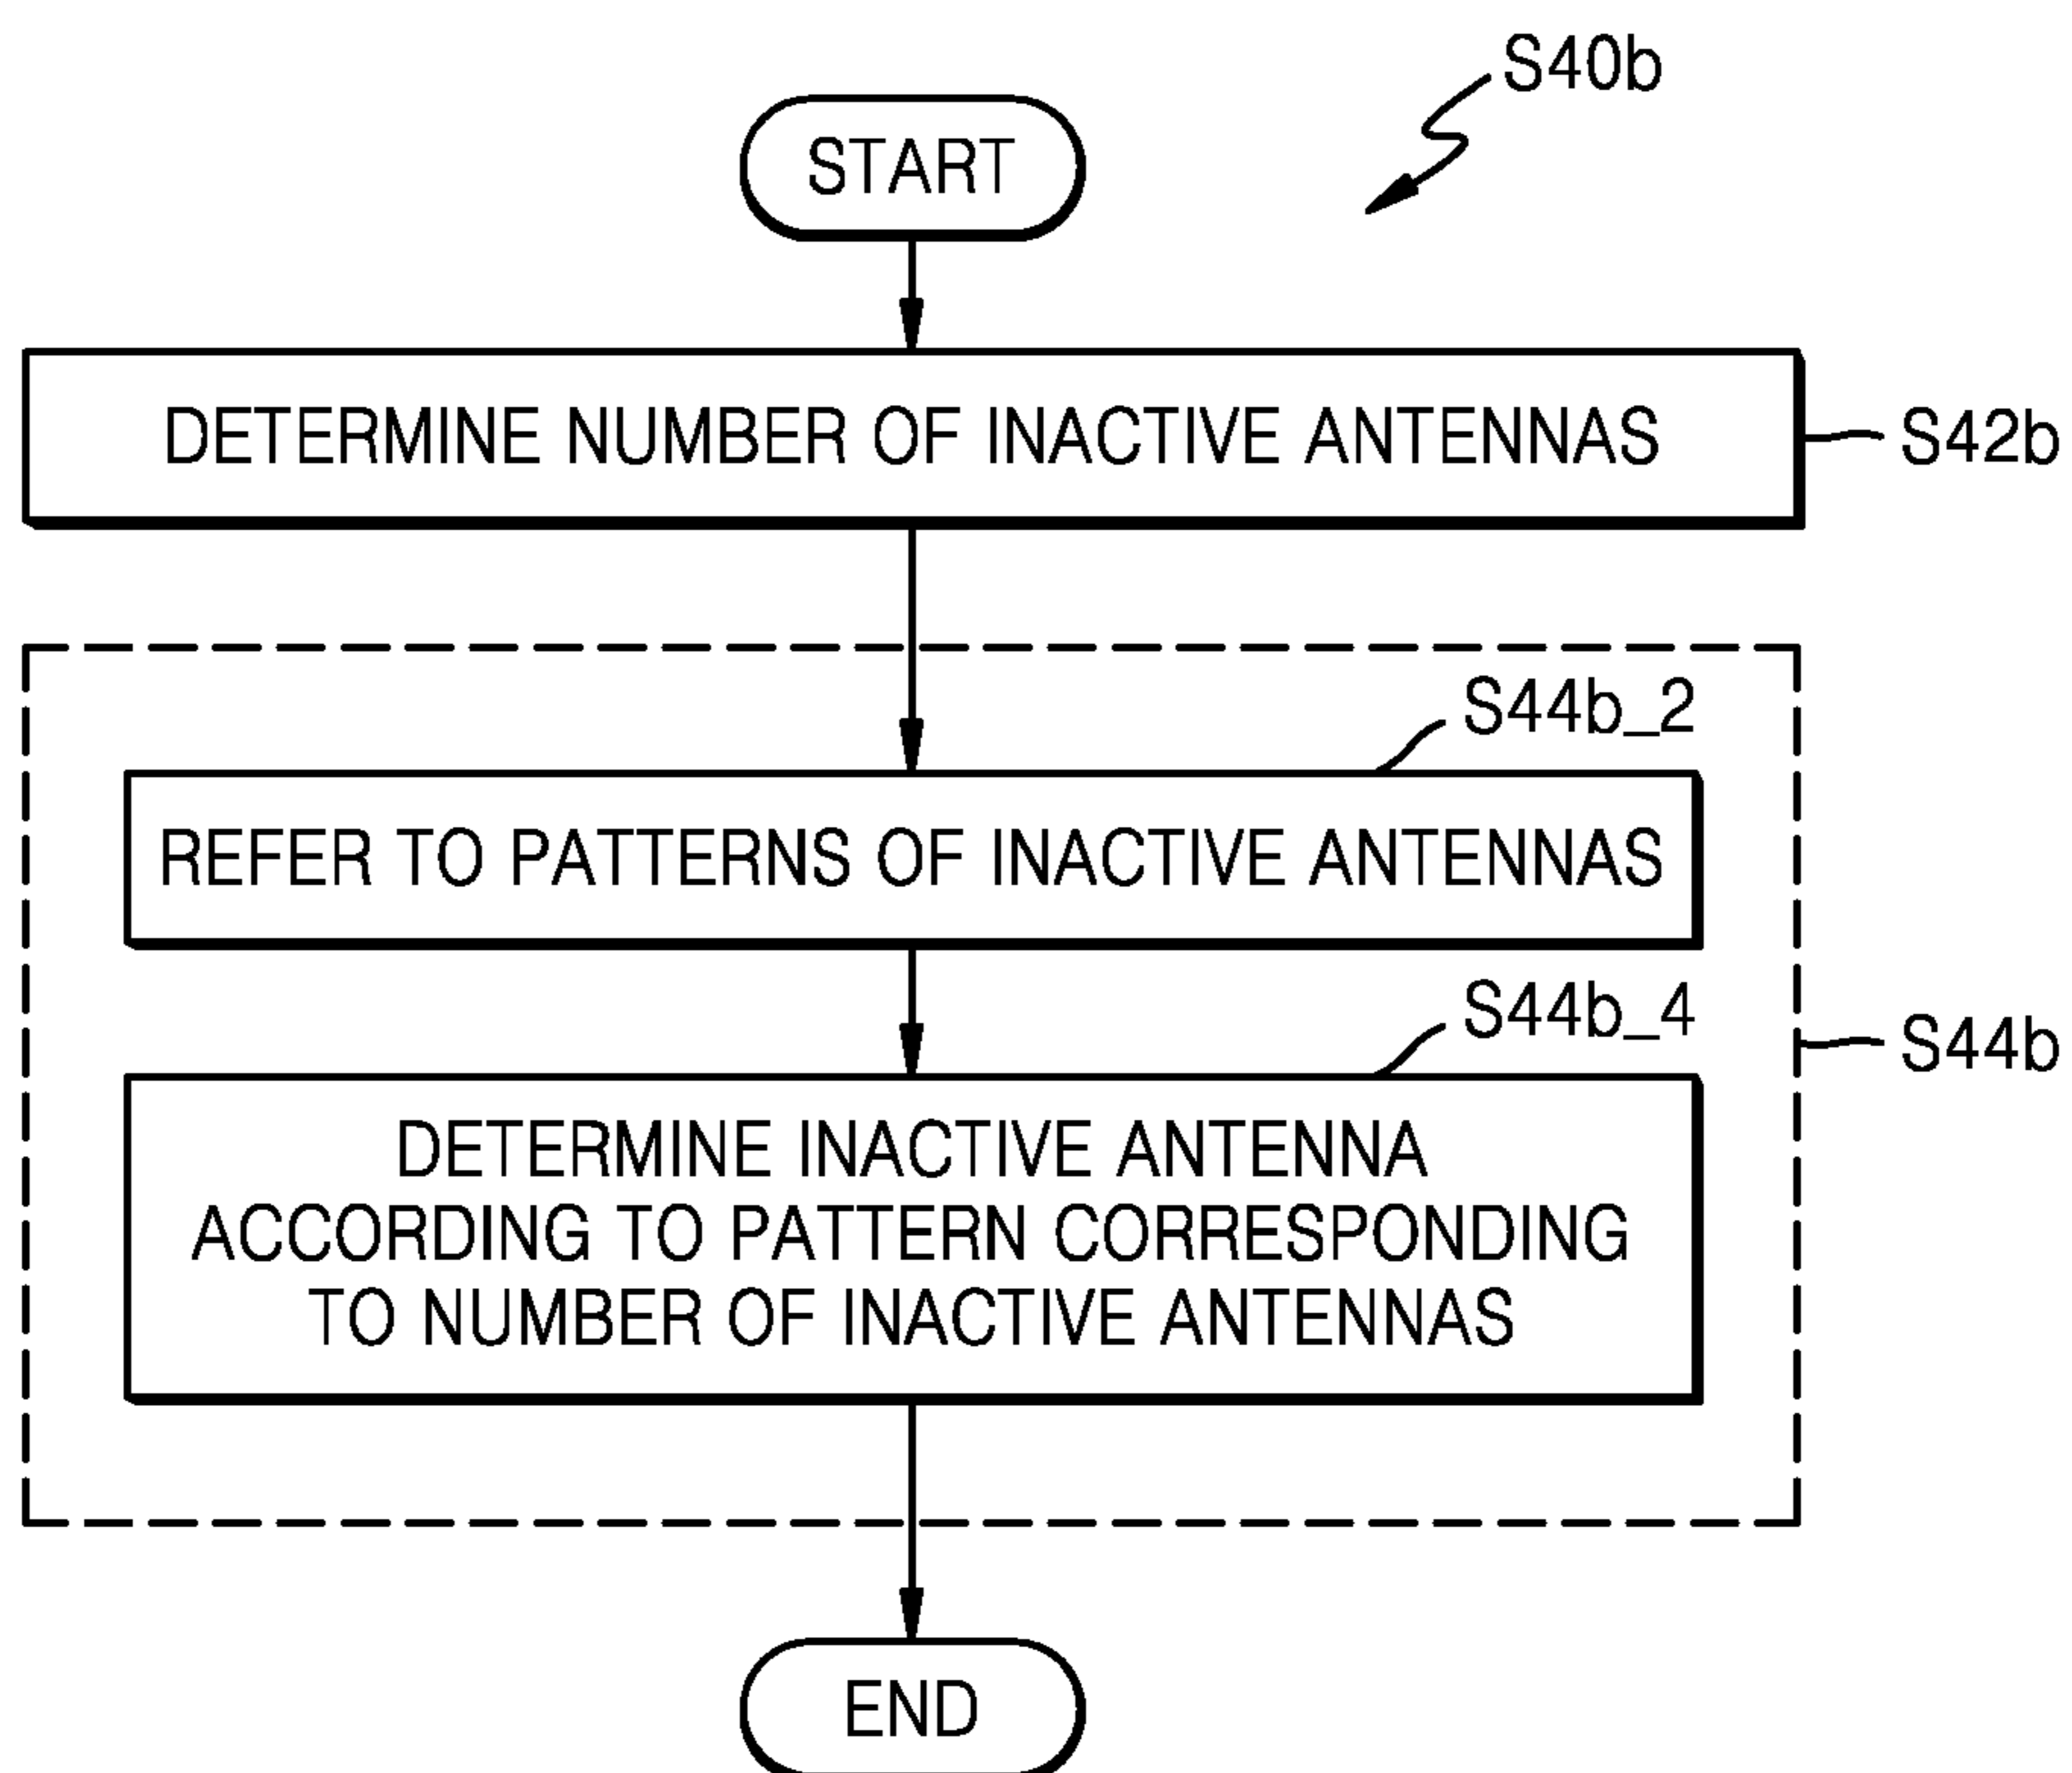 S40b
START
DETERMINE NUMBER OF INACTIVE ANTENNAS
S42b
S44b_2
REFER TO PATTERNS OF INACTIVE ANTENNAS
S44b_4
S44b
DETERMINE INACTIVE ANTENNA
ACCORDING TO PATTERN CORRESPONDING
TO NUMBER OF INACTIVE ANTENNAS
END